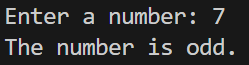 Enter a number: 7
The number is odd.